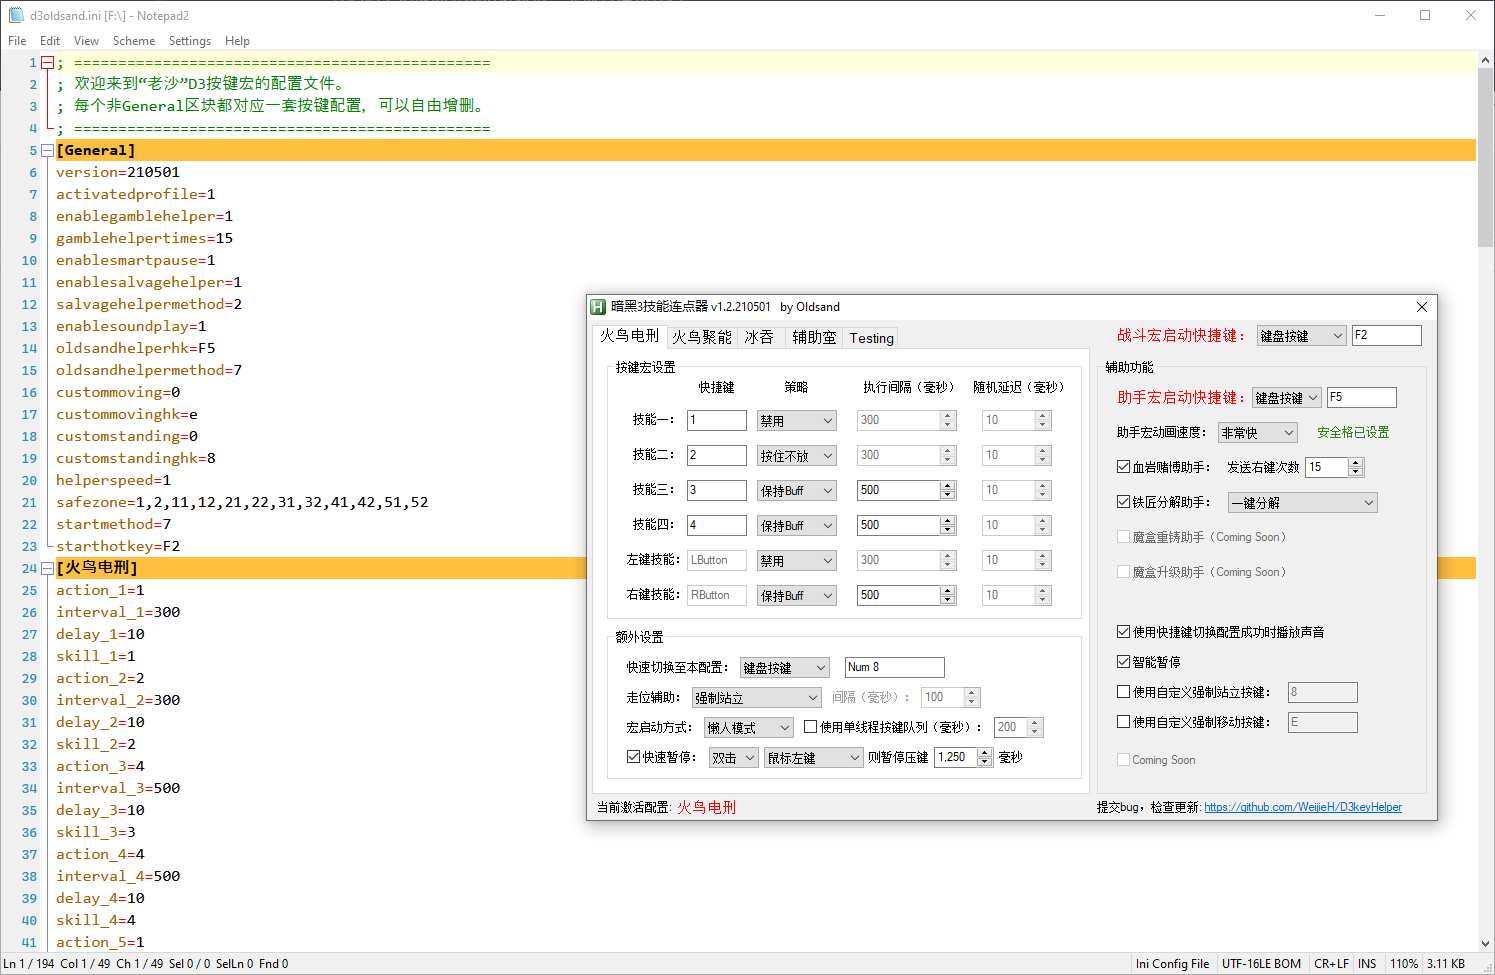 d3oldsand.ini [F:\] - Notepad2
File Edit View Scheme Settings Help
1 ; ===============================================
2 ; 欢迎来到“老沙”D3按键宏的配置文件。
3 ; 每个非General区块都对应一套按键配置, 可以自由增删。
4 ; ===============================================
5 [General]
6 version=210501
7 activatedprofile=1
8 enablegamblehelper=1
9 gamblehelpertimes=15
10 enablesmartpause=1
11 enablesalvagehelper=1
12 salvagehelpermethod=2
13 enablesoundplay=1
14 oldsandhelperhk=F5
15 oldsandhelpermethod=7
16 custommoving=0
17 custommovinghk=e
18 customstanding=0
19 customstandinghk=8
20 helperspeed=1
21 safezone=1,2,11,12,21,22,31,32,41,42,51,52
22 startmethod=7
23 starthotkey=F2
24 [火鸟电刑]
25 action_1=1
26 interval_1=300
27 delay_1=10
28 skill_1=1
29 action_2=2
30 interval_2=300
31 delay_2=10
32 skill_2=2
33 action_3=4
34 interval_3=500
35 delay_3=10
36 skill_3=3
37 action_4=4
38 interval_4=500
39 delay_4=10
40 skill_4=4
41 action_5=1
暗黑3技能连点器 v1.2.210501 by Oldsand
火鸟电刑 火鸟聚能 冰吞 辅助蛮 Testing
按键宏设置
快捷键 策略 执行间隔（毫秒） 随机延迟（毫秒）
技能一： 1 禁用 300 10
技能二： 2 按住不放 300 10
技能三： 3 保持Buff 500 10
技能四： 4 保持Buff 500 10
左键技能： LButton 禁用 300 10
右键技能： RButton 保持Buff 500 10
额外设置
快速切换至本配置： 键盘按键 Num 8
走位辅助： 强制站立 间隔（毫秒）： 100
宏启动方式： 懒人模式 使用单线程按键队列（毫秒）： 200
快速暂停： 双击 鼠标左键 则暂停压键 1,250 毫秒
当前激活配置: 火鸟电刑
战斗宏启动快捷键： 键盘按键 F2
辅助功能
助手宏启动快捷键： 键盘按键 F5
助手宏动画速度： 非常快 安全格已设置
血岩赌博助手： 发送右键次数 15
铁匠分解助手： 一键分解
魔盒重铸助手（Coming Soon）
魔盒升级助手（Coming Soon）
使用快捷键切换配置成功时播放声音
智能暂停
使用自定义强制站立按键： 8
使用自定义强制移动按键： E
Coming Soon
提交bug，检查更新: https://github.com/WeijieH/D3keyHelper
Ln 1 / 194 Col 1 / 49 Ch 1 / 49 Sel 0 / 0 SelLn 0 Fnd 0 Ini Config File UTF-16LE BOM CR+LF INS 110% 3.11 KB